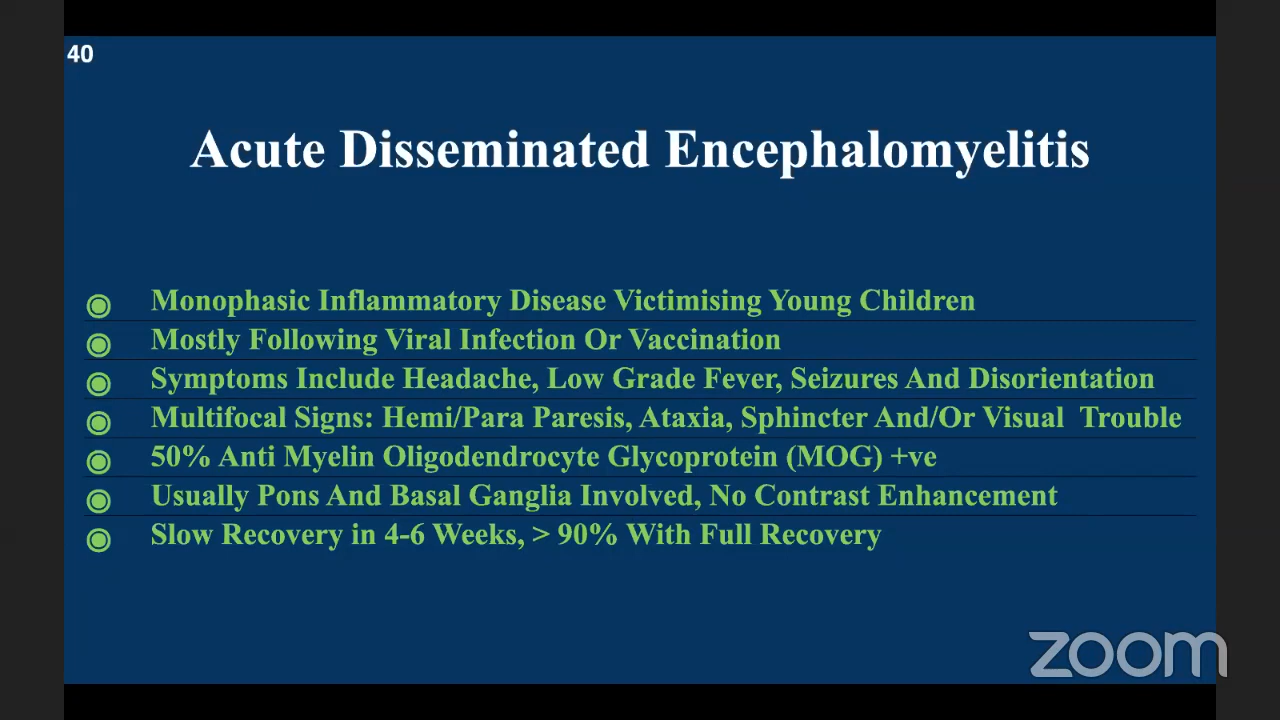 40
Acute Disseminated Encephalomyelitis
Monophasic Inflammatory Disease Victimising Young Children
Mostly Following Viral Infection Or Vaccination
Symptoms Include Headache, Low Grade Fever, Seizures And Disorientation
Multifocal Signs: Hemi/Para Paresis, Ataxia, Sphincter And/Or Visual Trouble
50% Anti Myelin Oligodendrocyte Glycoprotein (MOG) +ve
Usually Pons And Basal Ganglia Involved, No Contrast Enhancement
Slow Recovery in 4-6 Weeks, > 90% With Full Recovery
zoom